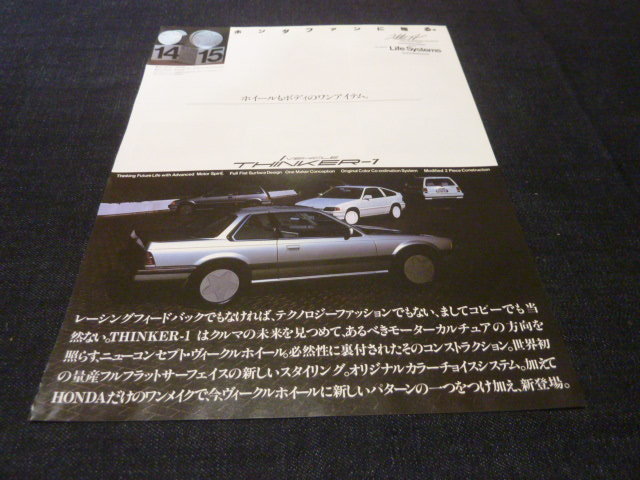 ホンダファンに贈る。
14
15
Life Systems
ホイールもボディのワンアイテム。
THINKER-1
Thinking Future Life with Advanced Motor Spirit. Full Flat Surface Design One Maker Conception Original Color Co-ordination System Modified 2 Piece Construction
レーシングフィードバックでもなければ、テクノロジーファッションでもない、ましてコピーでも当
然ない。THINKER-1 はクルマの未来を見つめて、あるべきモーターカルチュアの方向を
照らすニューコンセプト・ヴィークルホイール。必然性に裏付されたそのコンストラクション。世界初
の量産フルフラットサーフェイスの新しいスタイリング。オリジナルカラーチョイスシステム。加えて
HONDAだけのワンメイクで、今ヴィークルホイールに新しいパターンの一つをつけ加え、新登場。